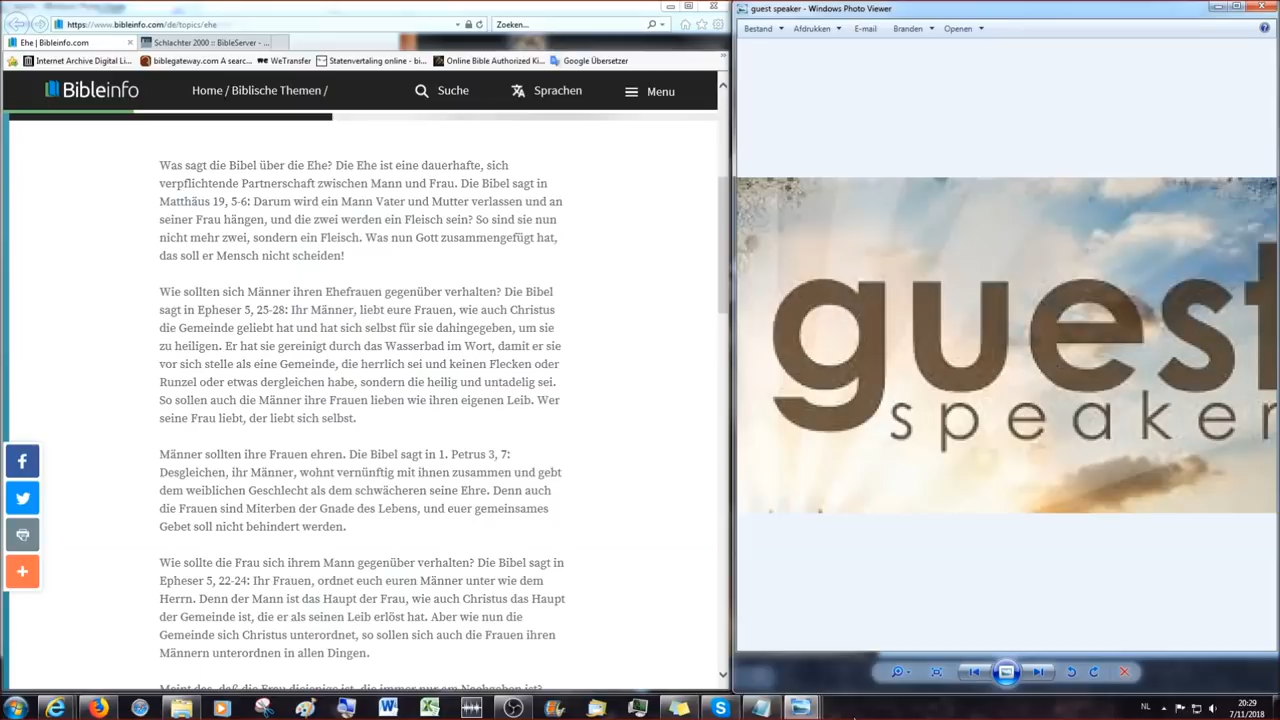 https://www.bibleinfo.com/de/topics/ehe
Zoeken...
Ehe | Bibleinfo.com
Schlachter 2000 :: BibleServer - ...
Internet Archive Digital Li...
biblegateway.com A searc...
WeTransfer
Statenvertaling online - bi...
Online Bible Authorized Ki...
Google Übersetzer
Bibleinfo
Home / Biblische Themen /
Suche
Sprachen
Menu
Was sagt die Bibel über die Ehe? Die Ehe ist eine dauerhafte, sich
verpflichtende Partnerschaft zwischen Mann und Frau. Die Bibel sagt in
Matthäus 19, 5-6: Darum wird ein Mann Vater und Mutter verlassen und an
seiner Frau hängen, und die zwei werden ein Fleisch sein? So sind sie nun
nicht mehr zwei, sondern ein Fleisch. Was nun Gott zusammengefügt hat,
das soll er Mensch nicht scheiden!
Wie sollten sich Männer ihren Ehefrauen gegenüber verhalten? Die Bibel
sagt in Epheser 5, 25-28: Ihr Männer, liebt eure Frauen, wie auch Christus
die Gemeinde geliebt hat und hat sich selbst für sie dahingegeben, um sie
zu heiligen. Er hat sie gereinigt durch das Wasserbad im Wort, damit er sie
vor sich stelle als eine Gemeinde, die herrlich sei und keinen Flecken oder
Runzel oder etwas dergleichen habe, sondern die heilig und untadelig sei.
So sollen auch die Männer ihre Frauen lieben wie ihren eigenen Leib. Wer
seine Frau liebt, der liebt sich selbst.
Männer sollten ihre Frauen ehren. Die Bibel sagt in 1. Petrus 3, 7:
Desgleichen, ihr Männer, wohnt vernünftig mit ihnen zusammen und gebt
dem weiblichen Geschlecht als dem schwächeren seine Ehre. Denn auch
die Frauen sind Miterben der Gnade des Lebens, und euer gemeinsames
Gebet soll nicht behindert werden.
Wie sollte die Frau sich ihrem Mann gegenüber verhalten? Die Bibel sagt in
Epheser 5, 22-24: Ihr Frauen, ordnet euch euren Männer unter wie dem
Herrn. Denn der Mann ist das Haupt der Frau, wie auch Christus das Haupt
der Gemeinde ist, die er als seinen Leib erlöst hat. Aber wie nun die
Gemeinde sich Christus unterordnet, so sollen sich auch die Frauen ihren
Männern unterordnen in allen Dingen.
Meint das, daß die Frau diejenige ist, die immer nur am Nachgeben ist?
guest speaker - Windows Photo Viewer
Bestand
Afdrukken
E-mail
Branden
Openen
guest
speaker
NL
20:29
7/11/2018